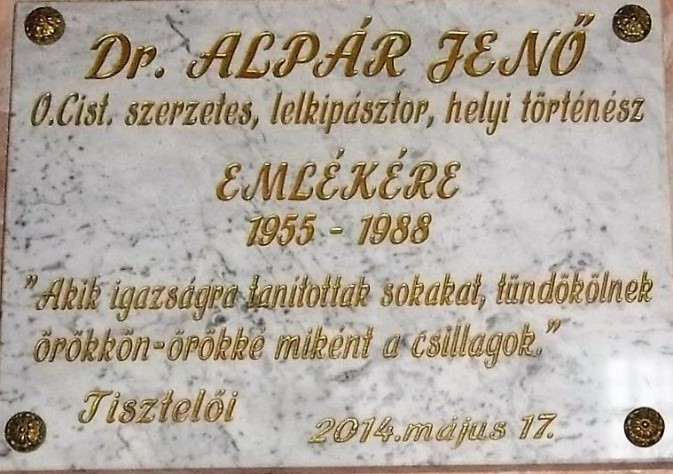 Dr. ALPÁR JENŐ
O.Cist. szerzetes, lelkipásztor, helyi történész
EMLÉKÉRE
1955 - 1988
"Akik igazságra tanítottak sokakat, tündökölnek
örökkön-örökké miként a csillagok."
Tisztelői
2014.május 17.